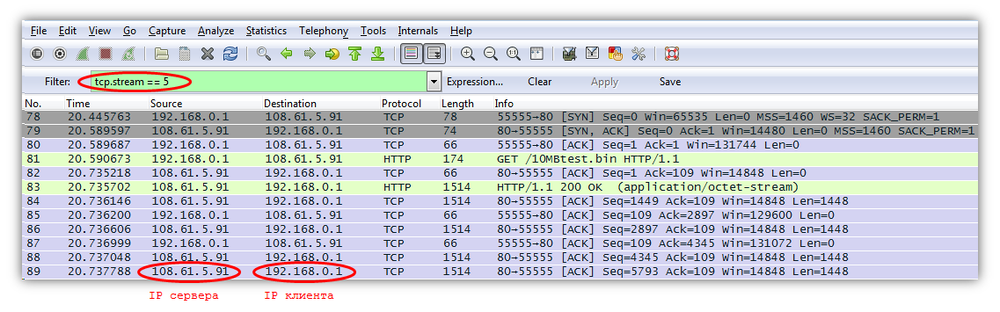 File Edit View Go Capture Analyze Statistics Telephony Tools Internals Help
Filter: tcp.stream == 5 Expression... Clear Apply Save
No. Time Source Destination Protocol Length Info
78 20.445763 192.168.0.1 108.61.5.91 TCP 78 55555→80 [SYN] Seq=0 Win=65535 Len=0 MSS=1460 WS=32 SACK_PERM=1
79 20.589597 108.61.5.91 192.168.0.1 TCP 74 80→55555 [SYN, ACK] Seq=0 Ack=1 Win=14480 Len=0 MSS=1460 SACK_PERM=1
80 20.589687 192.168.0.1 108.61.5.91 TCP 66 55555→80 [ACK] Seq=1 Ack=1 Win=131744 Len=0
81 20.590673 192.168.0.1 108.61.5.91 HTTP 174 GET /10MBtest.bin HTTP/1.1
82 20.735218 108.61.5.91 192.168.0.1 TCP 66 80→55555 [ACK] Seq=1 Ack=109 Win=14848 Len=0
83 20.735702 108.61.5.91 192.168.0.1 HTTP 1514 HTTP/1.1 200 OK (application/octet-stream)
84 20.736146 108.61.5.91 192.168.0.1 TCP 1514 80→55555 [ACK] Seq=1449 Ack=109 Win=14848 Len=1448
85 20.736200 192.168.0.1 108.61.5.91 TCP 66 55555→80 [ACK] Seq=109 Ack=2897 Win=129600 Len=0
86 20.736606 108.61.5.91 192.168.0.1 TCP 1514 80→55555 [ACK] Seq=2897 Ack=109 Win=14848 Len=1448
87 20.736999 192.168.0.1 108.61.5.91 TCP 66 55555→80 [ACK] Seq=109 Ack=4345 Win=131072 Len=0
88 20.737048 108.61.5.91 192.168.0.1 TCP 1514 80→55555 [ACK] Seq=4345 Ack=109 Win=14848 Len=1448
89 20.737788 108.61.5.91 192.168.0.1 TCP 1514 80→55555 [ACK] Seq=5793 Ack=109 Win=14848 Len=1448
IP сервера IP клиента